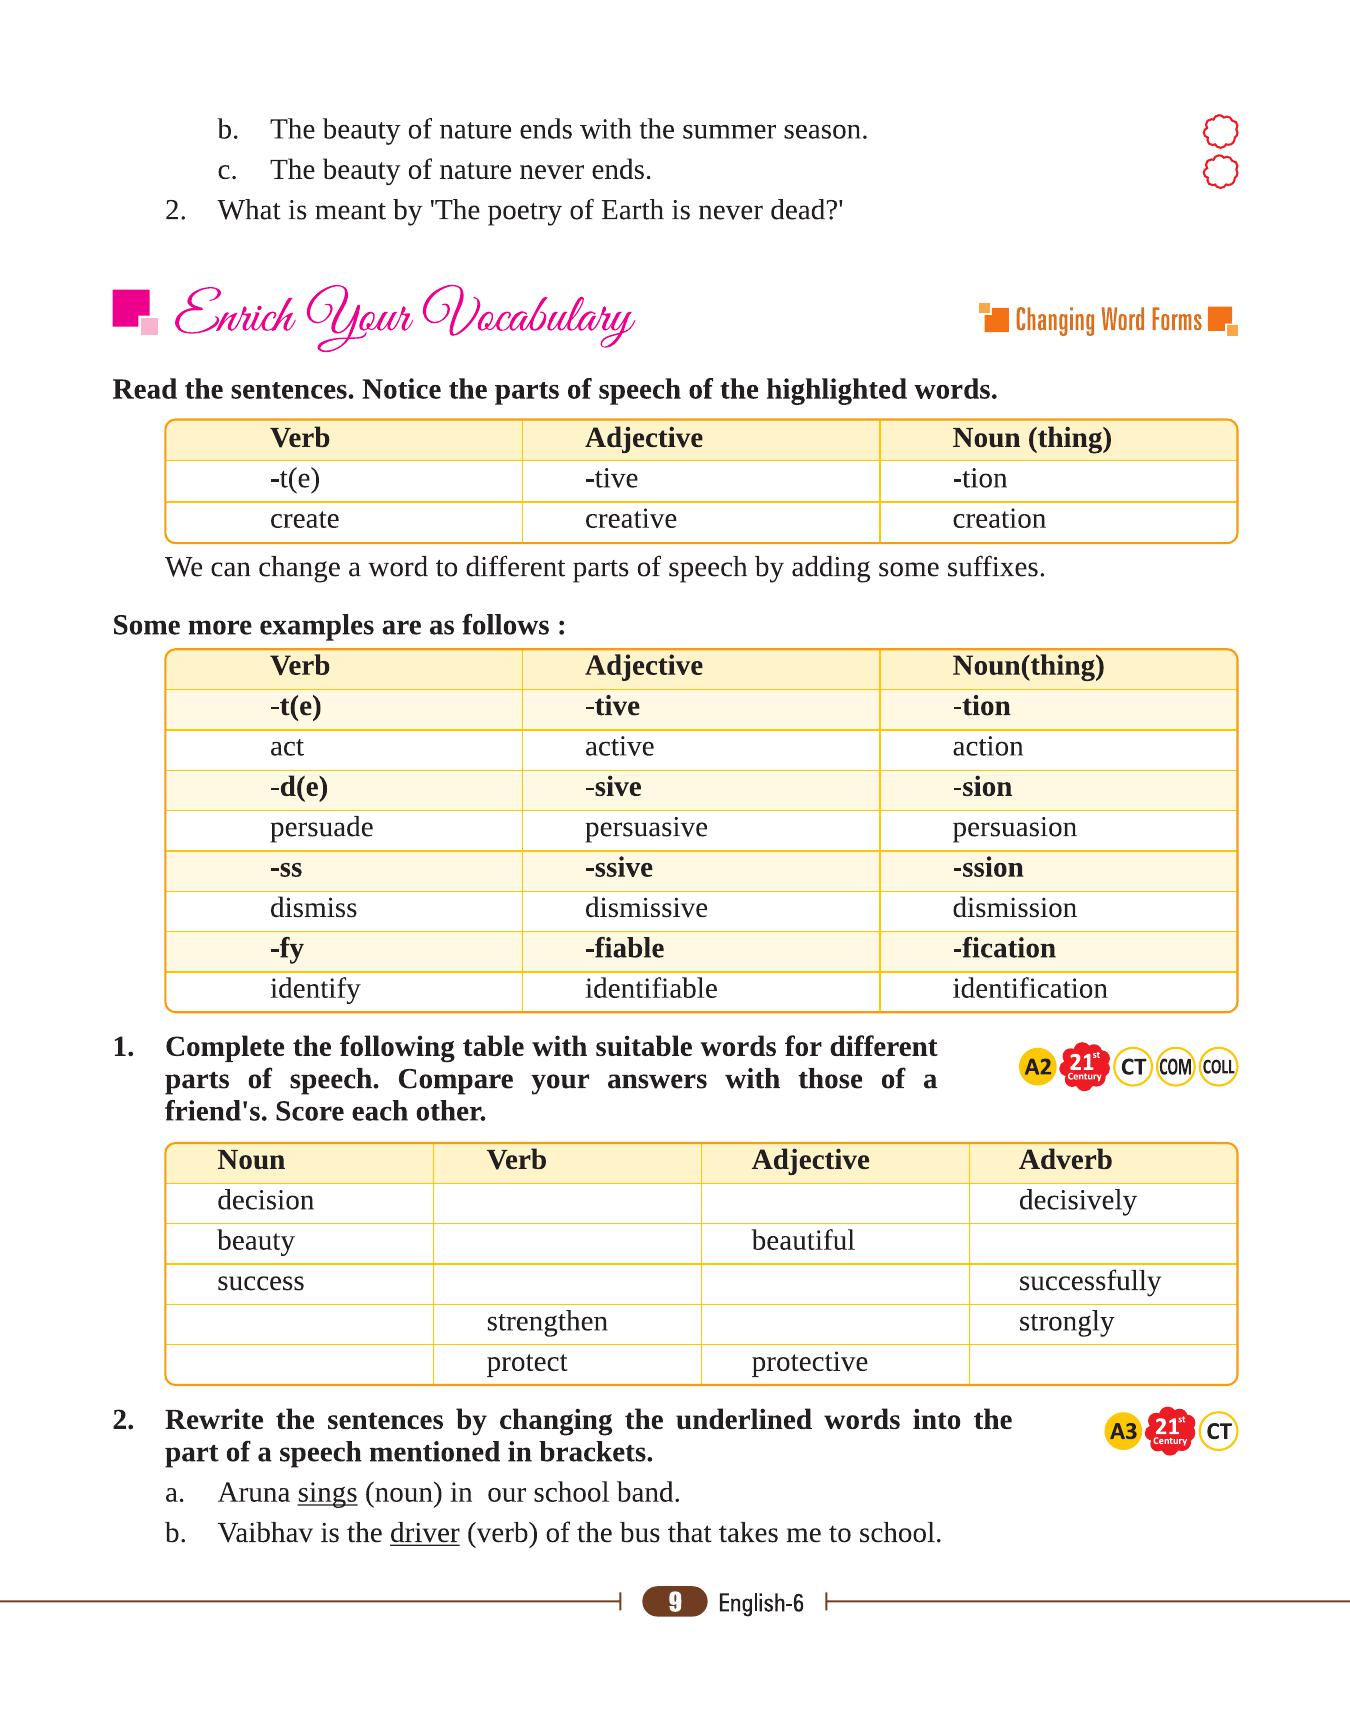 b. The beauty of nature ends with the summer season.
c. The beauty of nature never ends.
2. What is meant by 'The poetry of Earth is never dead?'
Enrich Your Vocabulary
Changing Word Forms
Read the sentences. Notice the parts of speech of the highlighted words.
Verb Adjective Noun (thing)
-t(e) -tive -tion
create creative creation
We can change a word to different parts of speech by adding some suffixes.
Some more examples are as follows :
Verb Adjective Noun(thing)
-t(e) -tive -tion
act active action
-d(e) -sive -sion
persuade persuasive persuasion
-ss -ssive -ssion
dismiss dismissive dismission
-fy -fiable -fication
identify identifiable identification
1. Complete the following table with suitable words for different
parts of speech. Compare your answers with those of a
friend's. Score each other.
A2 21st Century CT COM COLL
Noun Verb Adjective Adverb
decision decisively
beauty beautiful
success successfully
strengthen strongly
protect protective
2. Rewrite the sentences by changing the underlined words into the
part of a speech mentioned in brackets.
A3 21st Century CT
a. Aruna sings (noun) in our school band.
b. Vaibhav is the driver (verb) of the bus that takes me to school.
9 English-6